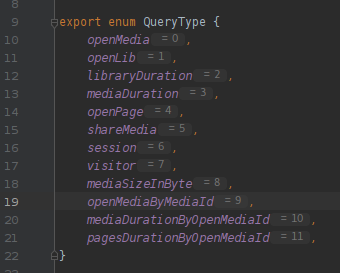 8
9 export enum QueryType {
10 openMedia = 0 ,
11 openLib = 1 ,
12 libraryDuration = 2 ,
13 mediaDuration = 3 ,
14 openPage = 4 ,
15 shareMedia = 5 ,
16 session = 6 ,
17 visitor = 7 ,
18 mediaSizeInByte = 8 ,
19 openMediaByMediaId = 9 ,
20 mediaDurationByOpenMediaId = 10 ,
21 pagesDurationByOpenMediaId = 11 ,
22 }